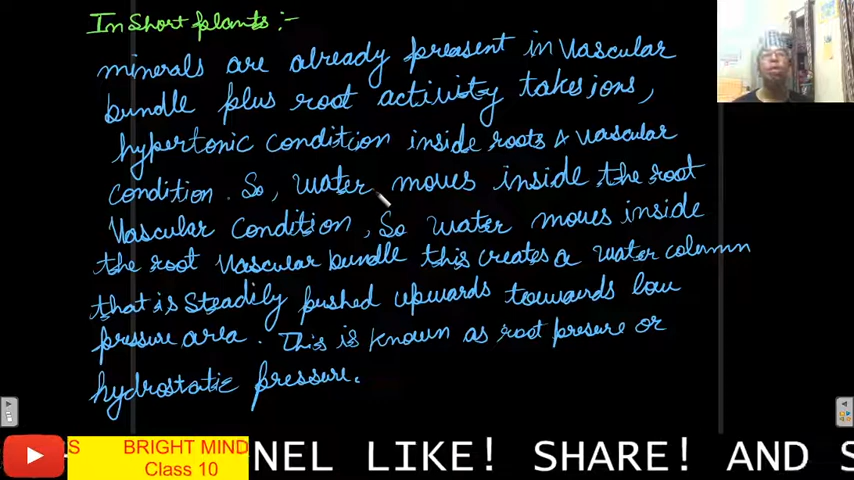 In Short plants :-
minerals are already preasent in vascular
bundle plus root activity takes ions,
hypertonic condition inside roots & vascular
condition. So, water moves inside the root
Vascular condition, So water moves inside
the root vascular bundle this creates a water column
that is steadily pushed upwards towards low
pressure area. This is known as root presure or
hydrostatic pressure.
S BRIGHT MIND
Class 10
NEL LIKE! SHARE! AND S